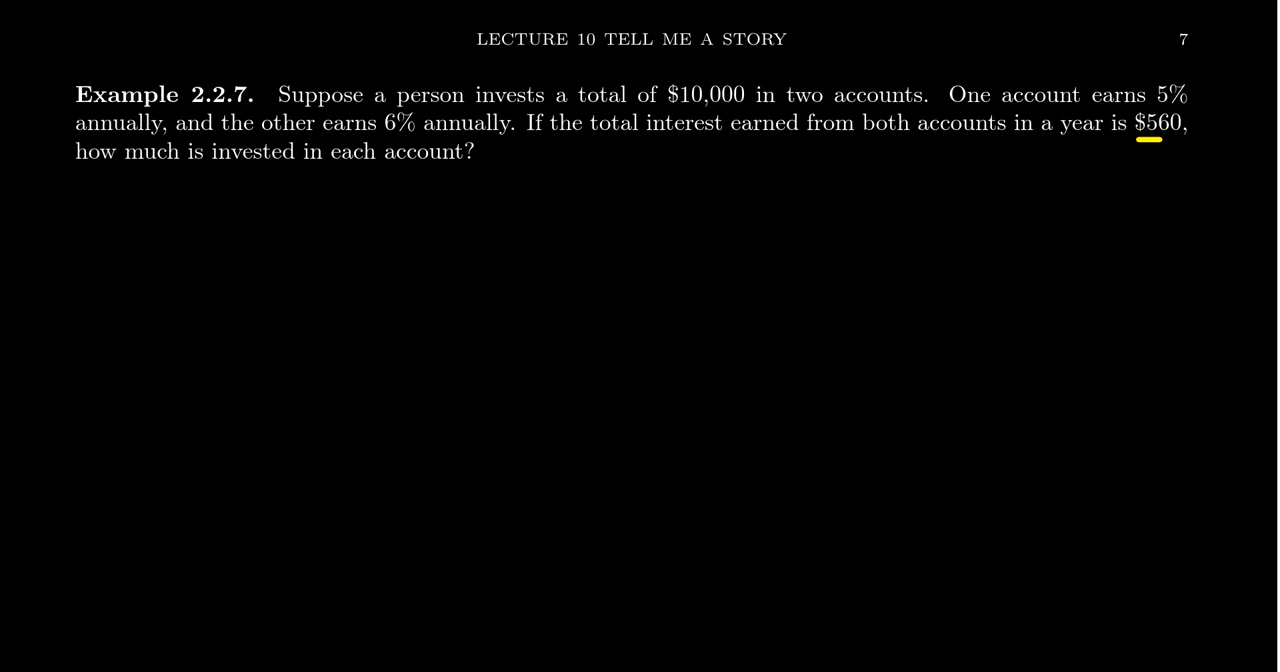 LECTURE 10 TELL ME A STORY 7
Example 2.2.7. Suppose a person invests a total of $10,000 in two accounts. One account earns 5%
annually, and the other earns 6% annually. If the total interest earned from both accounts in a year is $560,
how much is invested in each account?